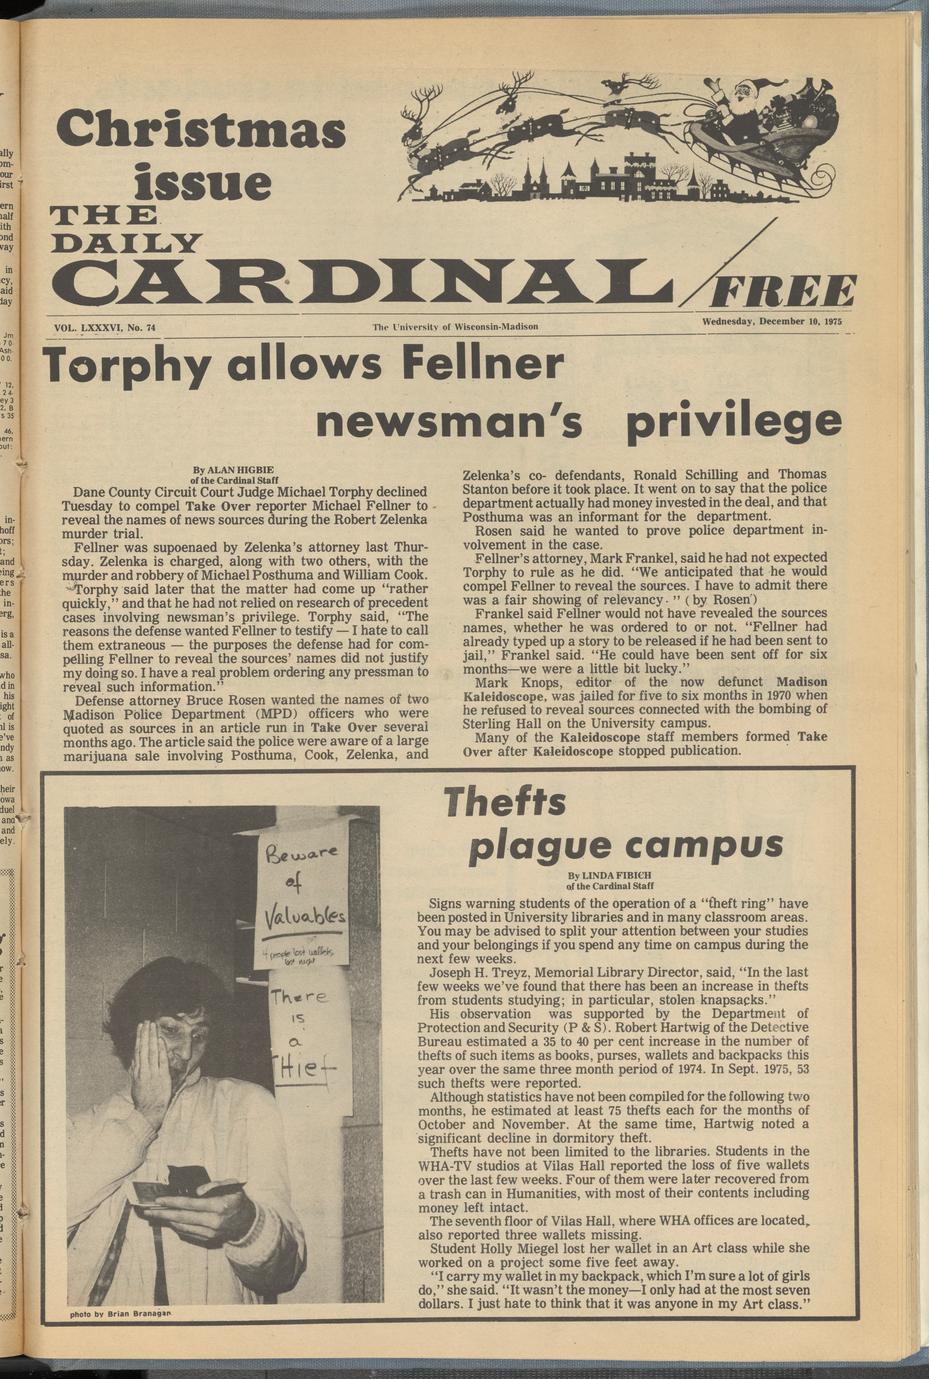 Christmas
issue
THE
DAILY
CARDINAL
FREE
VOL. LXXXVI, No. 74
The University of Wisconsin-Madison
Wednesday, December 10, 1975
Torphy allows Fellner
newsman's privilege
By ALAN HIGBIE
of the Cardinal Staff
Dane County Circuit Court Judge Michael Torphy declined
Tuesday to compel Take Over reporter Michael Fellner to
reveal the names of news sources during the Robert Zelenka
murder trial.
Fellner was supoenaed by Zelenka's attorney last Thur-
sday. Zelenka is charged, along with two others, with the
murder and robbery of Michael Posthuma and William Cook.
Torphy said later that the matter had come up "rather
quickly," and that he had not relied on research of precedent
cases involving newsman's privilege. Torphy said, "The
reasons the defense wanted Fellner to testify — I hate to call
them extraneous — the purposes the defense had for com-
pelling Fellner to reveal the sources' names did not justify
my doing so. I have a real problem ordering any pressman to
reveal such information."
Defense attorney Bruce Rosen wanted the names of two
Madison Police Department (MPD) officers who were
quoted as sources in an article run in Take Over several
months ago. The article said the police were aware of a large
marijuana sale involving Posthuma, Cook, Zelenka, and
Zelenka's co- defendants, Ronald Schilling and Thomas
Stanton before it took place. It went on to say that the police
department actually had money invested in the deal, and that
Posthuma was an informant for the department.
Rosen said he wanted to prove police department in-
volvement in the case.
Fellner's attorney, Mark Frankel, said he had not expected
Torphy to rule as he did. "We anticipated that he would
compel Fellner to reveal the sources. I have to admit there
was a fair showing of relevancy." (by Rosen)
Frankel said Fellner would not have revealed the sources
names, whether he was ordered to or not. "Fellner had
already typed up a story to be released if he had been sent to
jail," Frankel said. "He could have been sent off for six
months—we were a little bit lucky."
Mark Knops, editor of the now defunct Madison
Kaleidoscope, was jailed for five to six months in 1970 when
he refused to reveal sources connected with the bombing of
Sterling Hall on the University campus.
Many of the Kaleidoscope staff members formed Take
Over after Kaleidoscope stopped publication.
Beware
of
Valuables
4 people lost wallets
last night
There
is
a
THief
photo by Brian Branagan
Thefts
plague campus
By LINDA FIBICH
of the Cardinal Staff
Signs warning students of the operation of a "theft ring" have
been posted in University libraries and in many classroom areas.
You may be advised to split your attention between your studies
and your belongings if you spend any time on campus during the
next few weeks.
Joseph H. Treyz, Memorial Library Director, said, "In the last
few weeks we've found that there has been an increase in thefts
from students studying; in particular, stolen knapsacks."
His observation was supported by the Department of
Protection and Security (P & S). Robert Hartwig of the Detective
Bureau estimated a 35 to 40 per cent increase in the number of
thefts of such items as books, purses, wallets and backpacks this
year over the same three month period of 1974. In Sept. 1975, 53
such thefts were reported.
Although statistics have not been compiled for the following two
months, he estimated at least 75 thefts each for the months of
October and November. At the same time, Hartwig noted a
significant decline in dormitory theft.
Thefts have not been limited to the libraries. Students in the
WHA-TV studios at Vilas Hall reported the loss of five wallets
over the last few weeks. Four of them were later recovered from
a trash can in Humanities, with most of their contents including
money left intact.
The seventh floor of Vilas Hall, where WHA offices are located,
also reported three wallets missing.
Student Holly Miegel lost her wallet in an Art class while she
worked on a project some five feet away.
"I carry my wallet in my backpack, which I'm sure a lot of girls
do," she said. "It wasn't the money—I only had at the most seven
dollars. I just hate to think that it was anyone in my Art class."